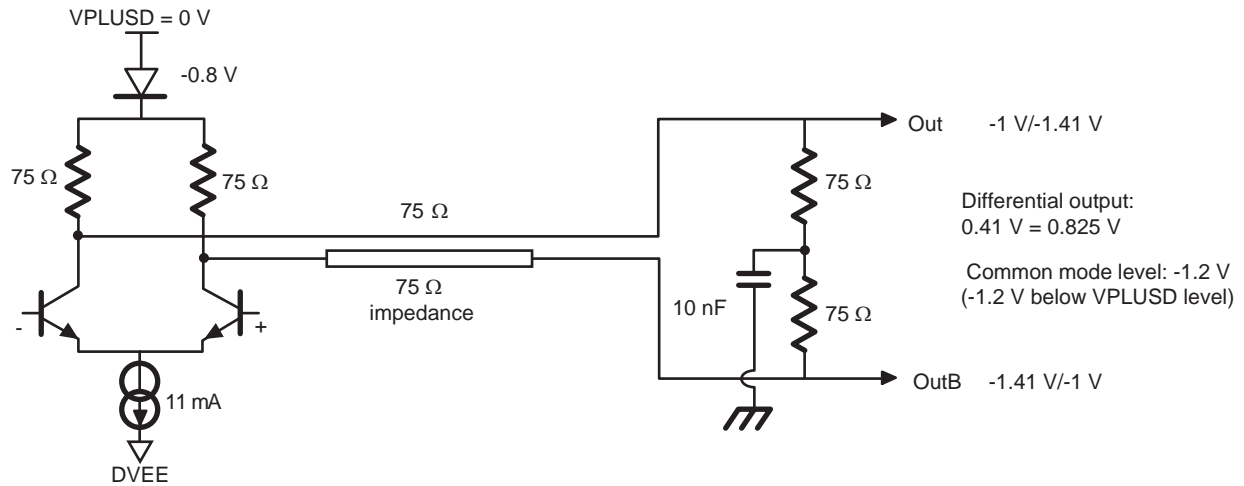 VPLUSD = 0 V
-0.8 V
75 Ω
75 Ω
75 Ω
75 Ω
impedance
-
+
11 mA
DVEE
10 nF
75 Ω
75 Ω
Out -1 V/-1.41 V
Differential output:
0.41 V = 0.825 V
Common mode level: -1.2 V
(-1.2 V below VPLUSD level)
OutB -1.41 V/-1 V